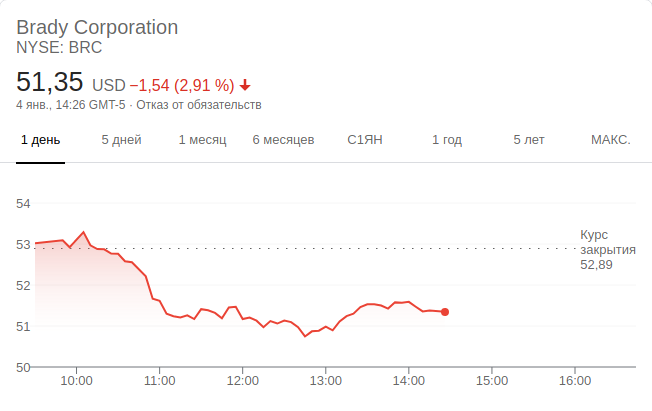 Brady Corporation
NYSE: BRC
51,35 USD −1,54 (2,91 %)
4 янв., 14:26 GMT-5 · Отказ от обязательств
1 день 5 дней 1 месяц 6 месяцев С1ЯН 1 год 5 лет МАКС.
54
53
52
51
50
Курс
закрытия
52,89
10:00 11:00 12:00 13:00 14:00 15:00 16:00